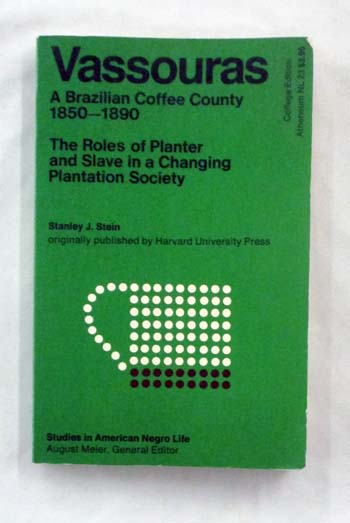 Vassouras
A Brazilian Coffee County
1850—1890
The Roles of Planter
and Slave in a Changing
Plantation Society
College Edition
Atheneum NL 23 $3.95
Stanley J. Stein
originally published by Harvard University Press
Studies in American Negro Life
August Meier, General Editor